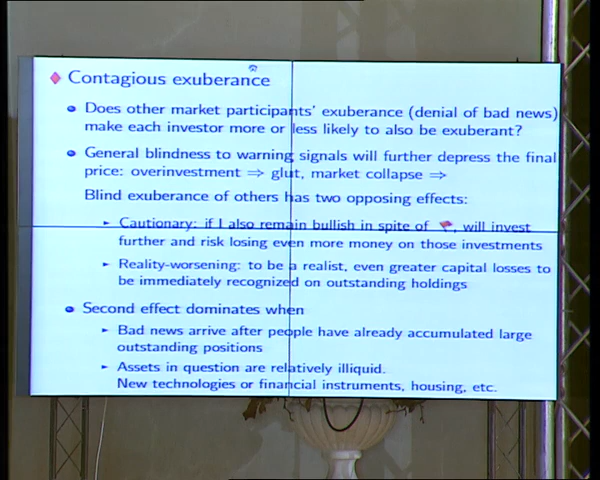 Contagious exuberance
Does other market participants' exuberance (denial of bad news)
make each investor more or less likely to also be exuberant?
General blindness to warning signals will further depress the final
price: overinvestment ⇒ glut, market collapse ⇒
Blind exuberance of others has two opposing effects:
Cautionary: if I also remain bullish in spite of , will invest
further and risk losing even more money on those investments
Reality-worsening: to be a realist, even greater capital losses to
be immediately recognized on outstanding holdings
Second effect dominates when
Bad news arrive after people have already accumulated large
outstanding positions
Assets in question are relatively illiquid.
New technologies or financial instruments, housing, etc.